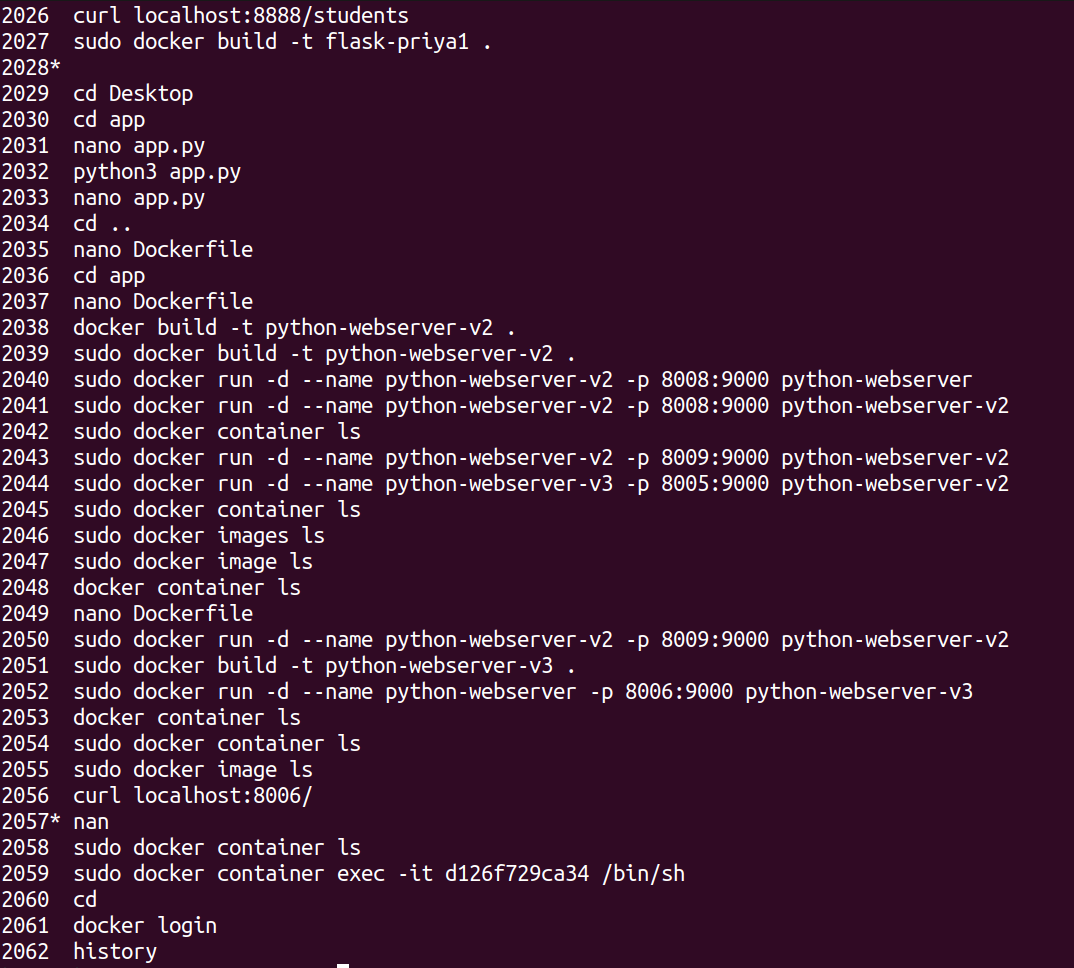 2026  curl localhost:8888/students
2027  sudo docker build -t flask-priya1 .
2028*
2029  cd Desktop
2030  cd app
2031  nano app.py
2032  python3 app.py
2033  nano app.py
2034  cd ..
2035  nano Dockerfile
2036  cd app
2037  nano Dockerfile
2038  docker build -t python-webserver-v2 .
2039  sudo docker build -t python-webserver-v2 .
2040  sudo docker run -d --name python-webserver-v2 -p 8008:9000 python-webserver
2041  sudo docker run -d --name python-webserver-v2 -p 8008:9000 python-webserver-v2
2042  sudo docker container ls
2043  sudo docker run -d --name python-webserver-v2 -p 8009:9000 python-webserver-v2
2044  sudo docker run -d --name python-webserver-v3 -p 8005:9000 python-webserver-v2
2045  sudo docker container ls
2046  sudo docker images ls
2047  sudo docker image ls
2048  docker container ls
2049  nano Dockerfile
2050  sudo docker run -d --name python-webserver-v2 -p 8009:9000 python-webserver-v2
2051  sudo docker build -t python-webserver-v3 .
2052  sudo docker run -d --name python-webserver -p 8006:9000 python-webserver-v3
2053  docker container ls
2054  sudo docker container ls
2055  sudo docker image ls
2056  curl localhost:8006/
2057* nan
2058  sudo docker container ls
2059  sudo docker container exec -it d126f729ca34 /bin/sh
2060  cd
2061  docker login
2062  history